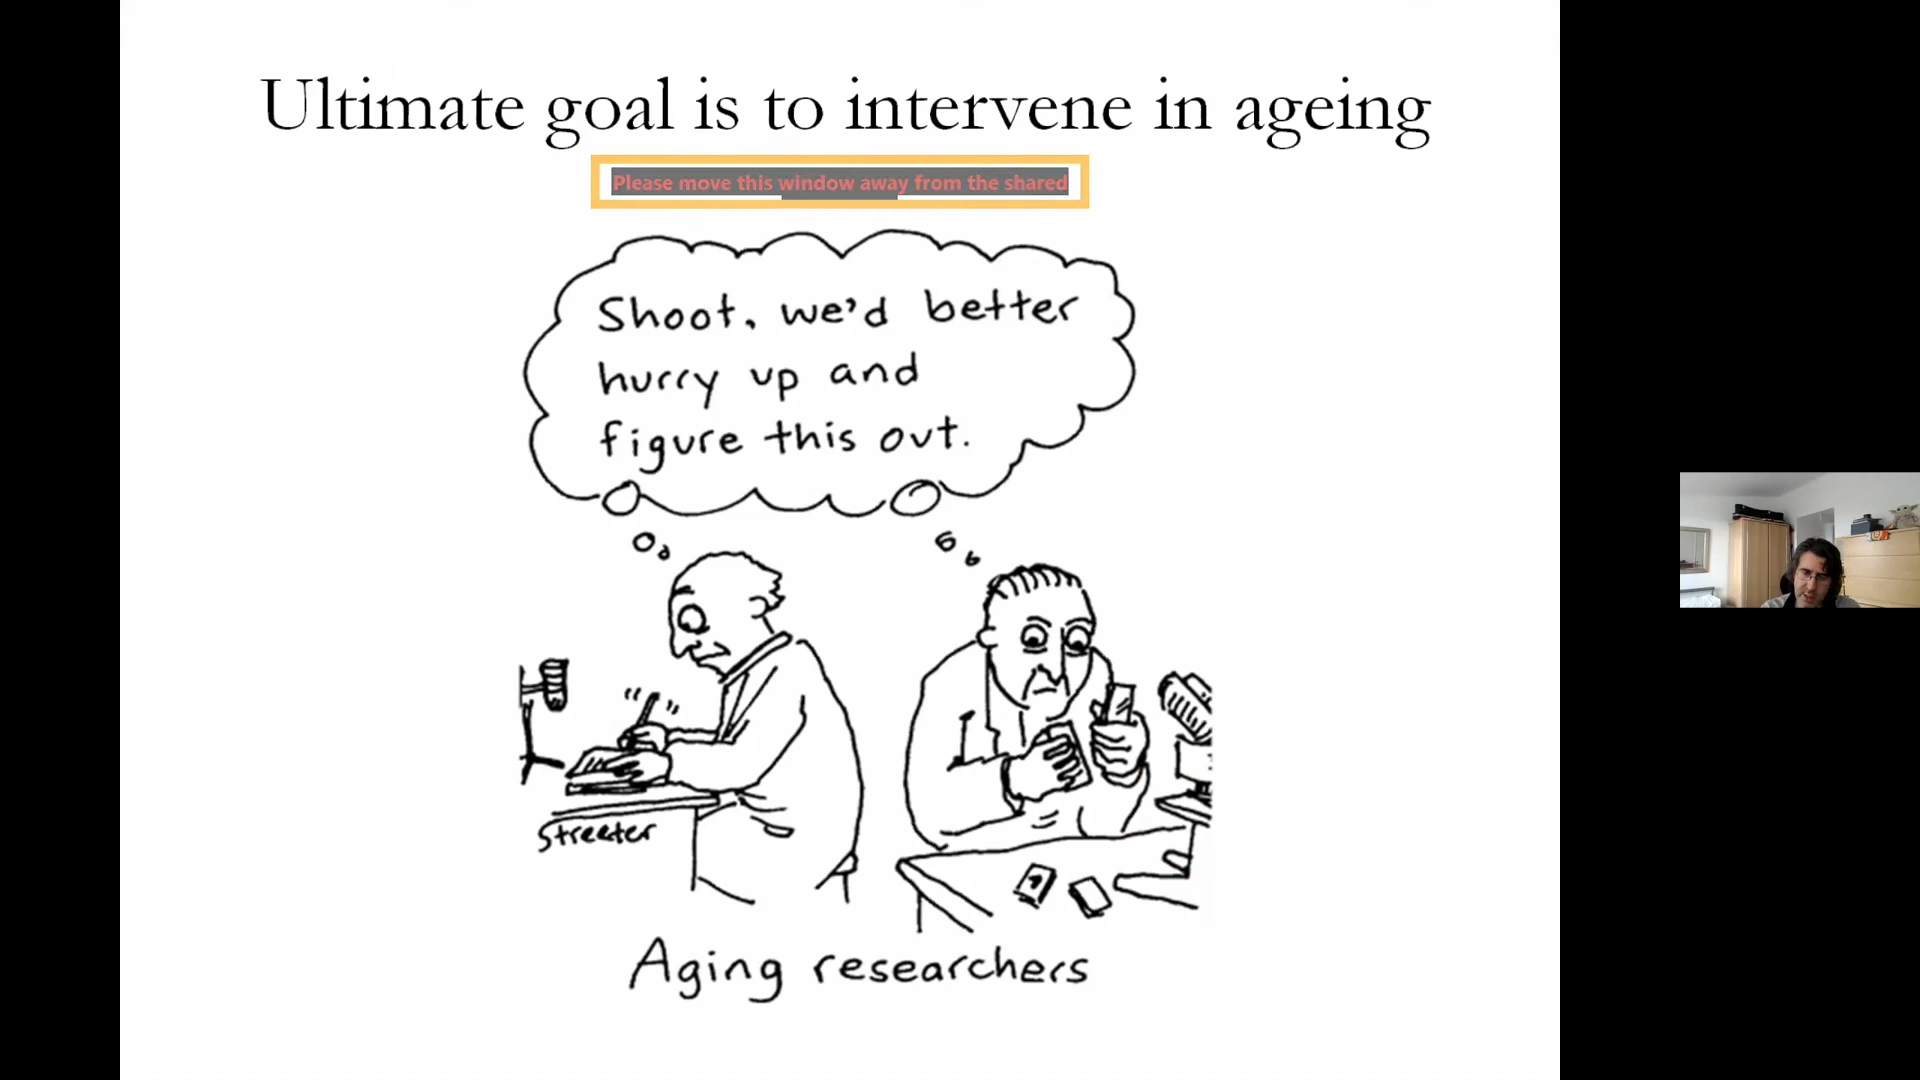 Ultimate goal is to intervene in ageing
Please move this window away from the shared
Shoot, we'd better
hurry up and
figure this out.
Streeter
Aging researchers